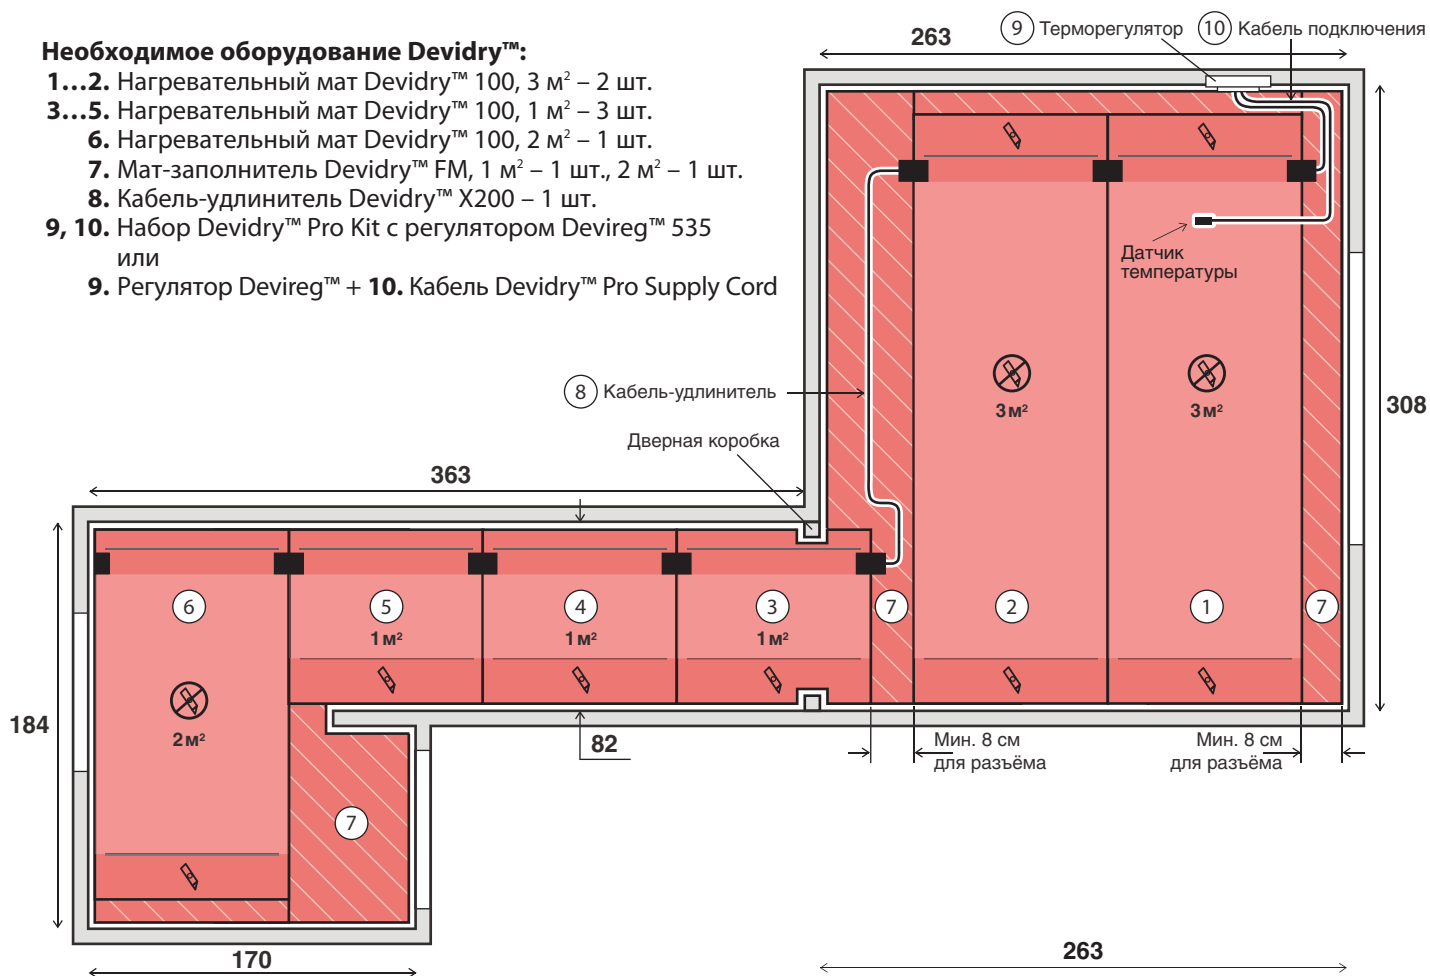 Необходимое оборудование Devidry™:
1...2. Нагревательный мат Devidry™ 100, 3 м² – 2 шт.
3...5. Нагревательный мат Devidry™ 100, 1 м² – 3 шт.
6. Нагревательный мат Devidry™ 100, 2 м² – 1 шт.
7. Мат-заполнитель Devidry™ FM, 1 м² – 1 шт., 2 м² – 1 шт.
8. Кабель-удлинитель Devidry™ X200 – 1 шт.
9, 10. Набор Devidry™ Pro Kit с регулятором Devireg™ 535
или
9. Регулятор Devireg™ + 10. Кабель Devidry™ Pro Supply Cord
263
9 Терморегулятор
10 Кабель подключения
Датчик
температуры
3 м²
3 м²
308
8 Кабель-удлинитель
Дверная коробка
363
6
5
4
3
7
2
1
7
1 м²
1 м²
1 м²
184
2 м²
82
Мин. 8 см
для разъёма
Мин. 8 см
для разъёма
7
170
263